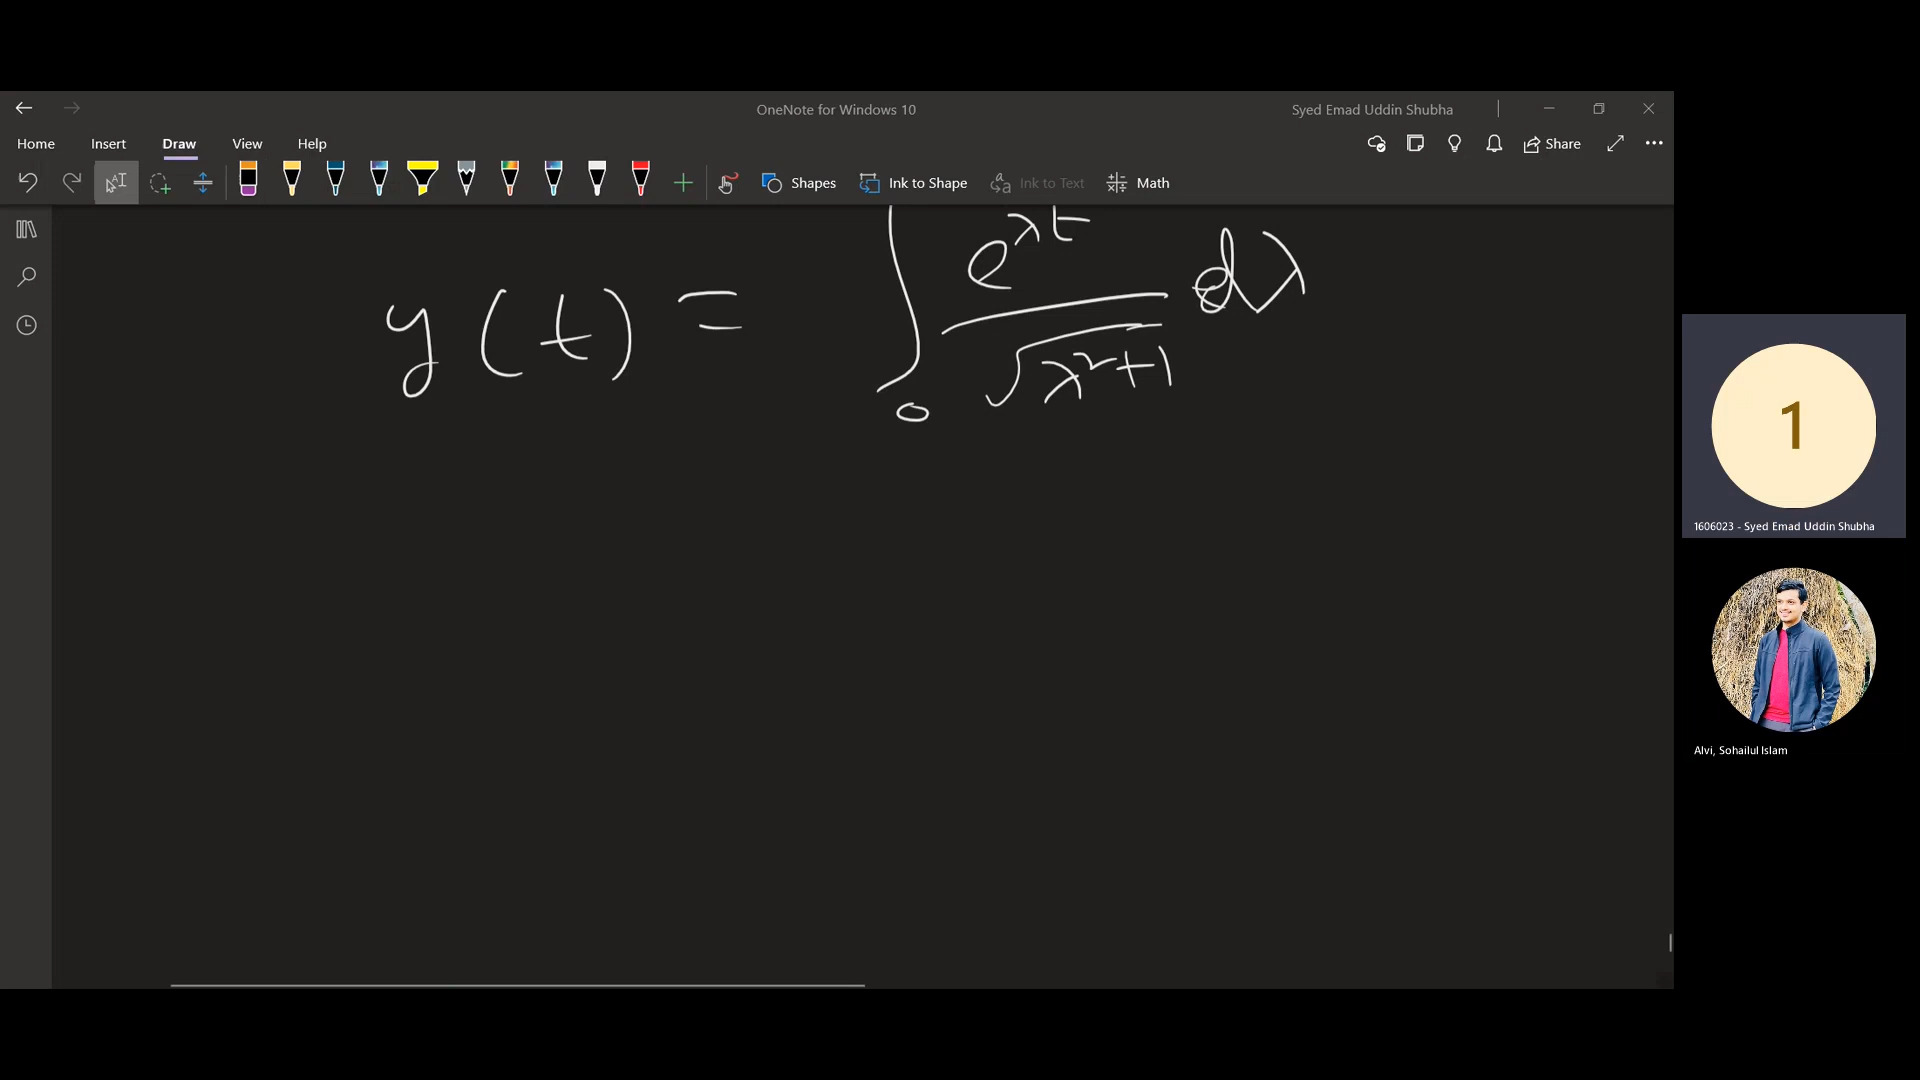 OneNote for Windows 10
Syed Emad Uddin Shubha
Home Insert Draw View Help
Share
Shapes Ink to Shape Ink to Text Math
y(t) = ∫₀ e^{λt} / √(λ²+1) dλ
1
1606023 - Syed Emad Uddin Shubha
Alvi, Sohailul Islam